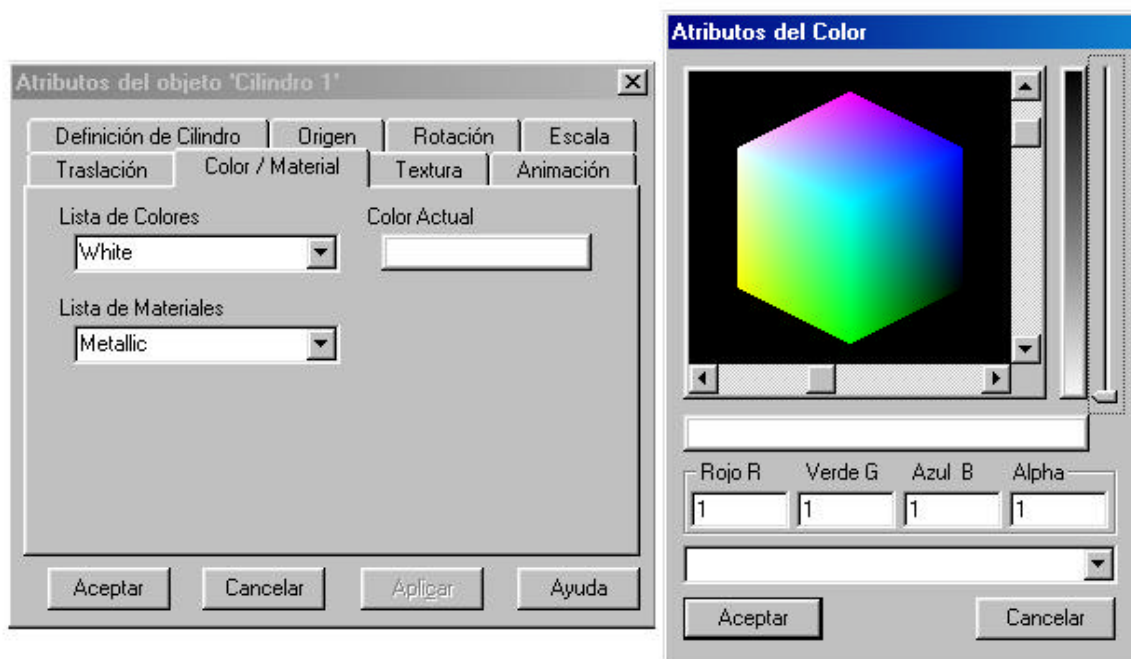 Atributos del objeto 'Cilindro 1'
Definición de Cilindro
Origen
Rotación
Escala
Traslación
Color / Material
Textura
Animación
Lista de Colores
Color Actual
White
Lista de Materiales
Metallic
Aceptar
Cancelar
Aplicar
Ayuda
Atributos del Color
Rojo R
Verde G
Azul B
Alpha
1
1
1
1
Aceptar
Cancelar